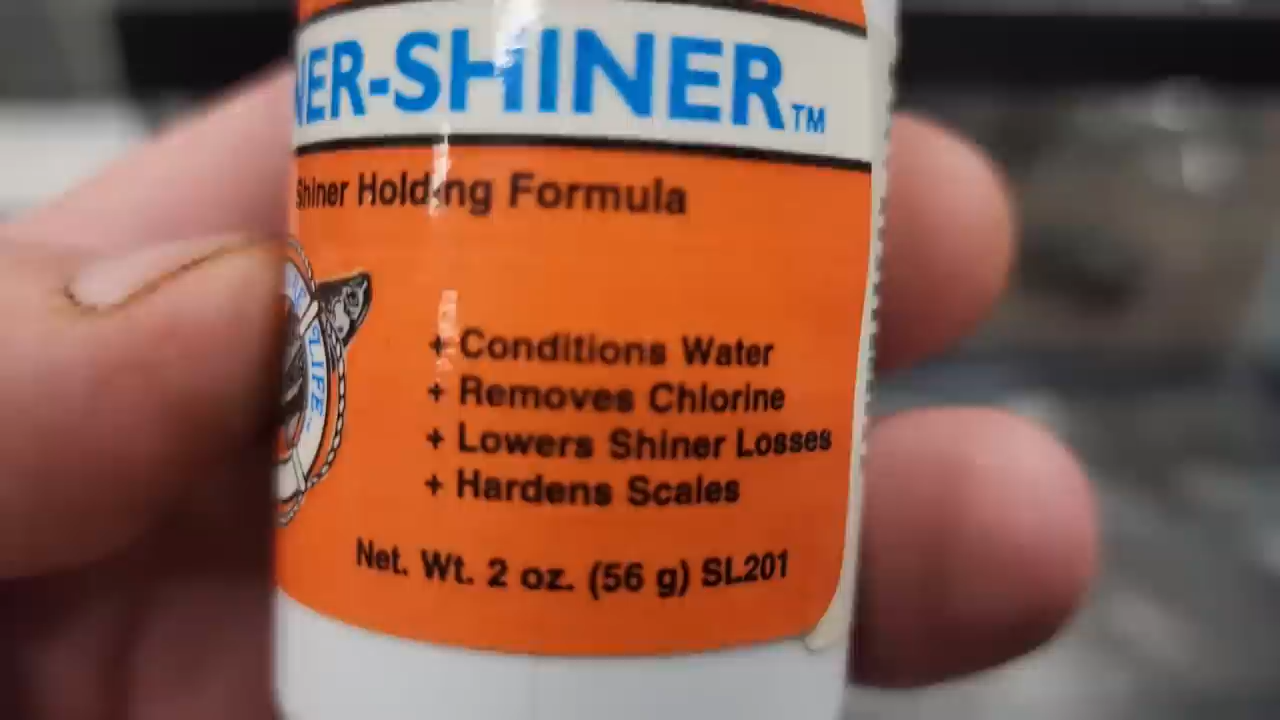 NER-SHINER™
Shiner Holding Formula
LIFE
+ Conditions Water
+ Removes Chlorine
+ Lowers Shiner Losses
+ Hardens Scales
Net. Wt. 2 oz. (56 g) SL201